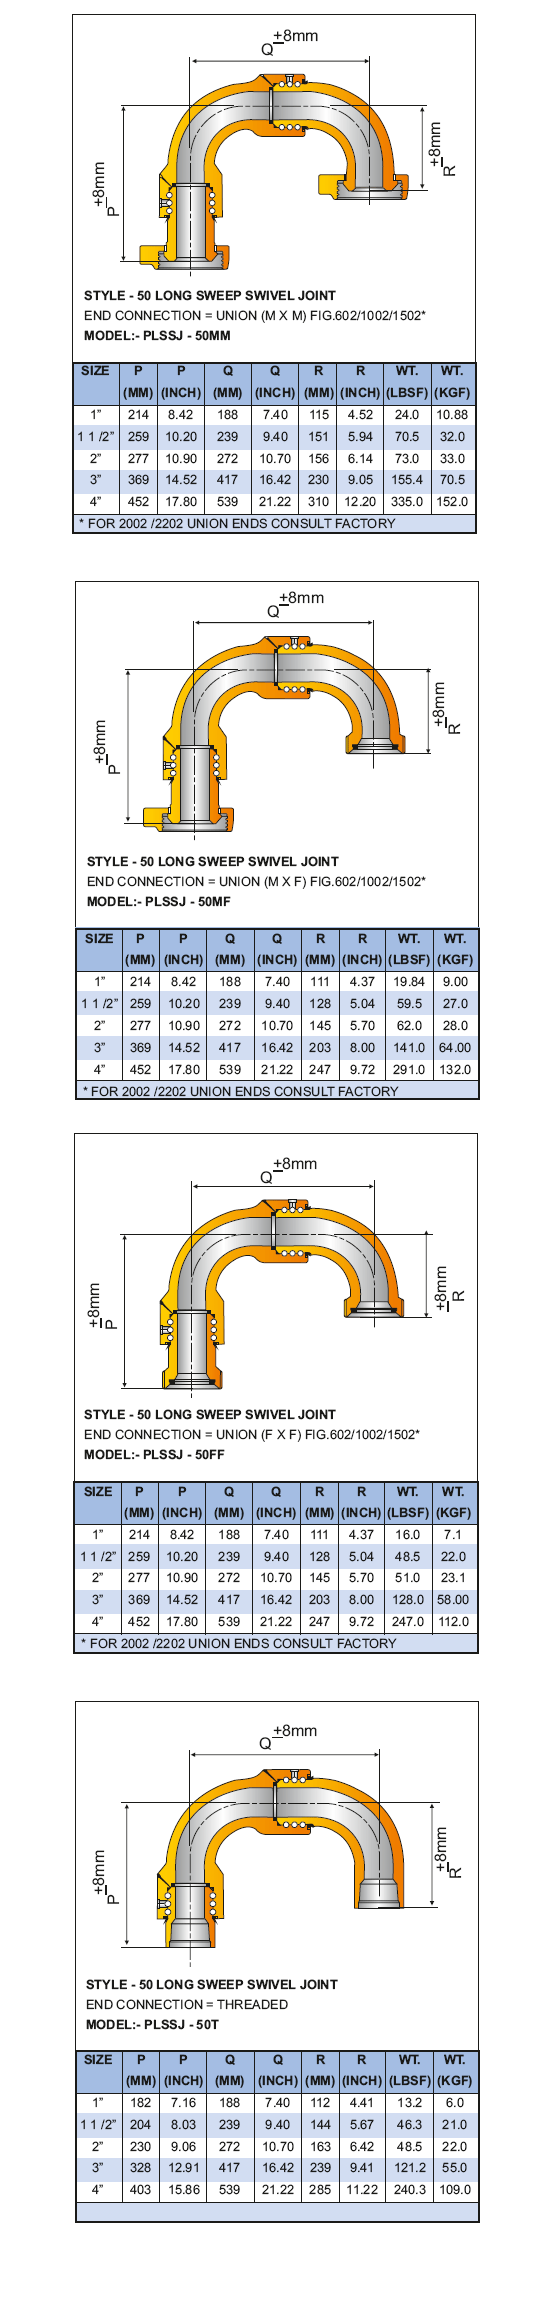 Q ±8mm
P ±8mm
R ±8mm
STYLE - 50 LONG SWEEP SWIVEL JOINT
END CONNECTION = UNION (M X M) FIG.602/1002/1502*
MODEL:- PLSSJ - 50MM
SIZE P P Q Q R R WT. WT.
(MM) (INCH) (MM) (INCH) (MM) (INCH) (LBSF) (KGF)
1” 214 8.42 188 7.40 115 4.52 24.0 10.88
1 1 /2” 259 10.20 239 9.40 151 5.94 70.5 32.0
2” 277 10.90 272 10.70 156 6.14 73.0 33.0
3” 369 14.52 417 16.42 230 9.05 155.4 70.5
4” 452 17.80 539 21.22 310 12.20 335.0 152.0
* FOR 2002 /2202 UNION ENDS CONSULT FACTORY
Q ±8mm
P ±8mm
R ±8mm
STYLE - 50 LONG SWEEP SWIVEL JOINT
END CONNECTION = UNION (M X F) FIG.602/1002/1502*
MODEL:- PLSSJ - 50MF
SIZE P P Q Q R R WT. WT.
(MM) (INCH) (MM) (INCH) (MM) (INCH) (LBSF) (KGF)
1” 214 8.42 188 7.40 111 4.37 19.84 9.00
1 1 /2” 259 10.20 239 9.40 128 5.04 59.5 27.0
2” 277 10.90 272 10.70 145 5.70 62.0 28.0
3” 369 14.52 417 16.42 203 8.00 141.0 64.00
4” 452 17.80 539 21.22 247 9.72 291.0 132.0
* FOR 2002 /2202 UNION ENDS CONSULT FACTORY
Q ±8mm
P ±8mm
R ±8mm
STYLE - 50 LONG SWEEP SWIVEL JOINT
END CONNECTION = UNION (F X F) FIG.602/1002/1502*
MODEL:- PLSSJ - 50FF
SIZE P P Q Q R R WT. WT.
(MM) (INCH) (MM) (INCH) (MM) (INCH) (LBSF) (KGF)
1” 214 8.42 188 7.40 111 4.37 16.0 7.1
1 1 /2” 259 10.20 239 9.40 128 5.04 48.5 22.0
2” 277 10.90 272 10.70 145 5.70 51.0 23.1
3” 369 14.52 417 16.42 203 8.00 128.0 58.00
4” 452 17.80 539 21.22 247 9.72 247.0 112.0
* FOR 2002 /2202 UNION ENDS CONSULT FACTORY
Q ±8mm
P ±8mm
R ±8mm
STYLE - 50 LONG SWEEP SWIVEL JOINT
END CONNECTION = THREADED
MODEL:- PLSSJ - 50T
SIZE P P Q Q R R WT. WT.
(MM) (INCH) (MM) (INCH) (MM) (INCH) (LBSF) (KGF)
1” 182 7.16 188 7.40 112 4.41 13.2 6.0
1 1 /2” 204 8.03 239 9.40 144 5.67 46.3 21.0
2” 230 9.06 272 10.70 163 6.42 48.5 22.0
3” 328 12.91 417 16.42 239 9.41 121.2 55.0
4” 403 15.86 539 21.22 285 11.22 240.3 109.0